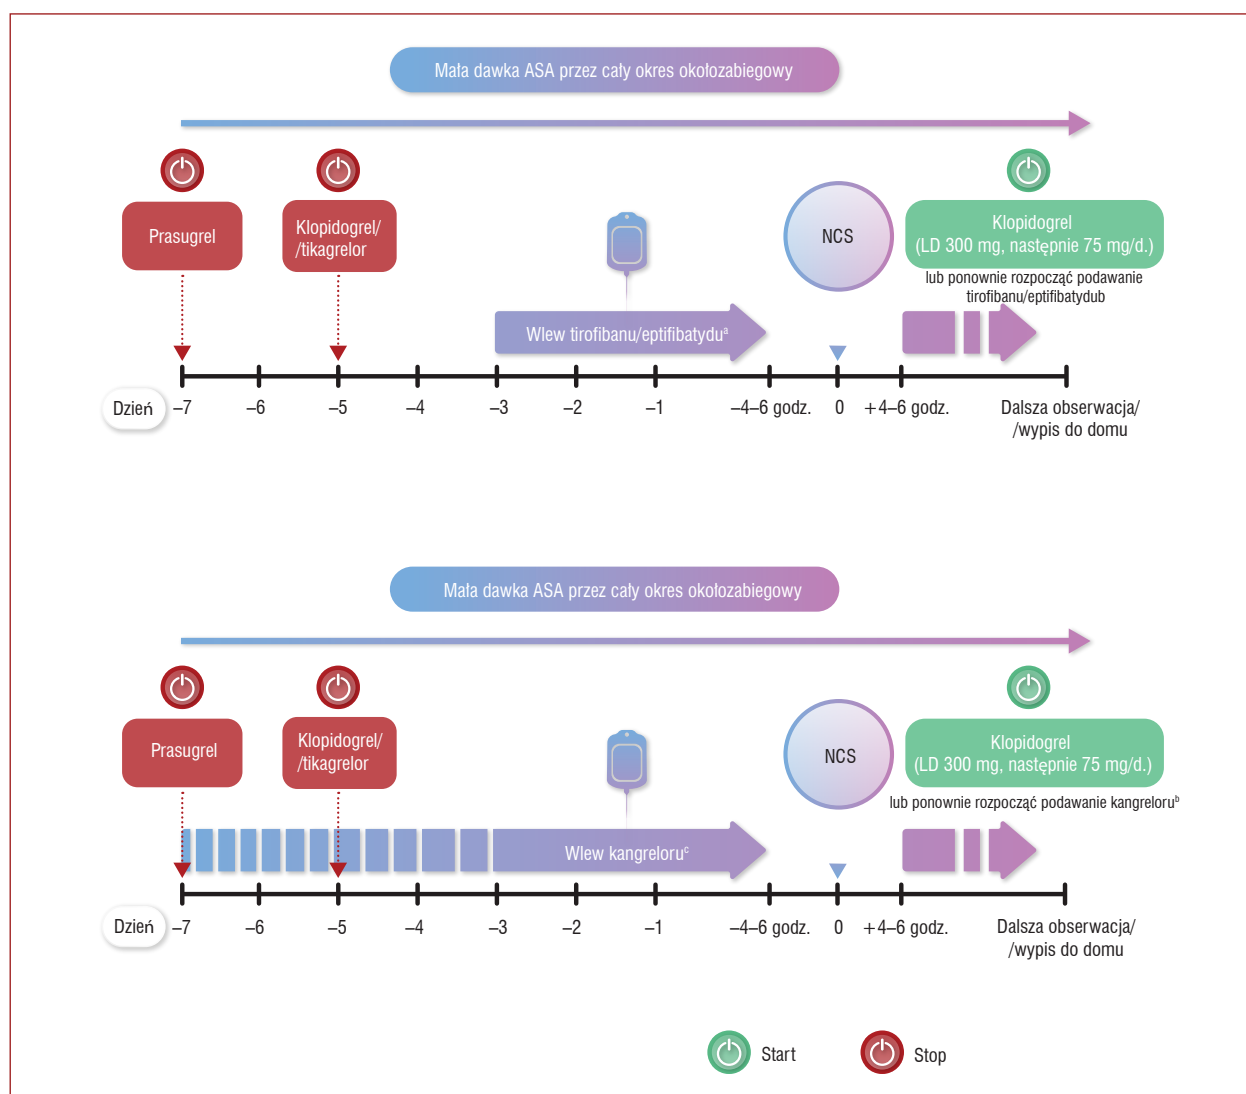 Mała dawka ASA przez cały okres okołozabiegowy
Prasugrel
Klopidogrel/
/tikagrelor
NCS
Klopidogrel
(LD 300 mg, następnie 75 mg/d.)
lub ponownie rozpocząć podawanie
tirofibanu/eptifibatydub
Wlew tirofibanu/eptifibatyduᵃ
Dzień –7 –6 –5 –4 –3 –2 –1 –4–6 godz. 0 +4–6 godz. Dalsza obserwacja/
/wypis do domu
Mała dawka ASA przez cały okres okołozabiegowy
Prasugrel
Klopidogrel/
/tikagrelor
NCS
Klopidogrel
(LD 300 mg, następnie 75 mg/d.)
lub ponownie rozpocząć podawanie kangreloruᵇ
Wlew kangreloruᶜ
Dzień –7 –6 –5 –4 –3 –2 –1 –4–6 godz. 0 +4–6 godz. Dalsza obserwacja/
/wypis do domu
Start Stop